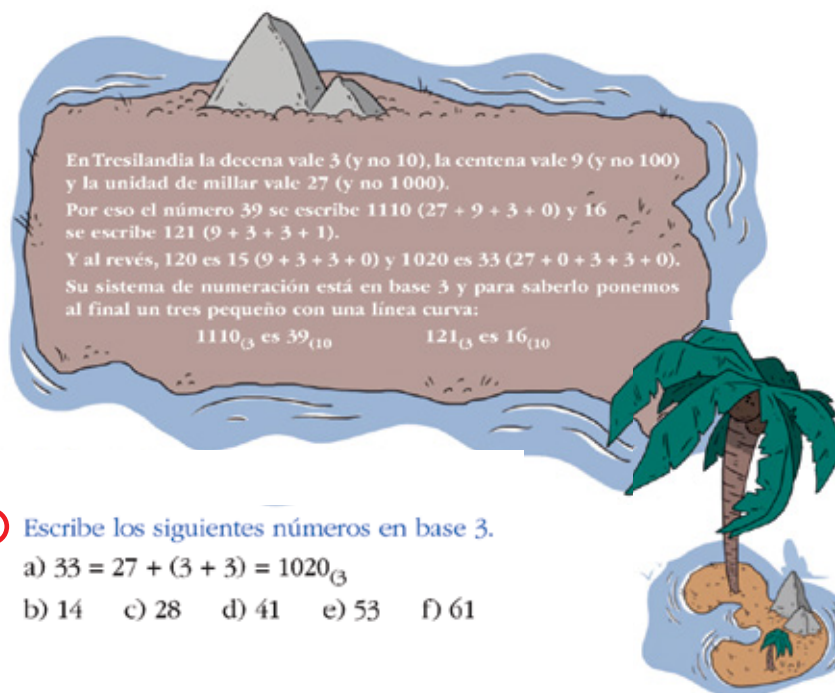 En Tresilandia la decena vale 3 (y no 10), la centena vale 9 (y no 100)
y la unidad de millar vale 27 (y no 1000).
Por eso el número 39 se escribe 1110 (27 + 9 + 3 + 0) y 16
se escribe 121 (9 + 3 + 3 + 1).
Y al revés, 120 es 15 (9 + 3 + 3 + 0) y 1020 es 33 (27 + 0 + 3 + 3 + 0).
Su sistema de numeración está en base 3 y para saberlo ponemos
al final un tres pequeño con una línea curva:
1110(3 es 39(10 121(3 es 16(10
Escribe los siguientes números en base 3.
a) 33 = 27 + (3 + 3) = 1020(3
b) 14 c) 28 d) 41 e) 53 f) 61